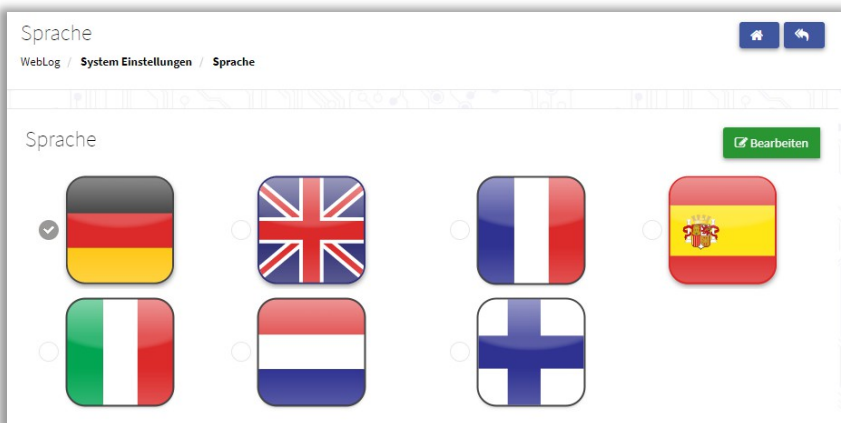 Sprache
WebLog / System Einstellungen / Sprache
Sprache
Bearbeiten